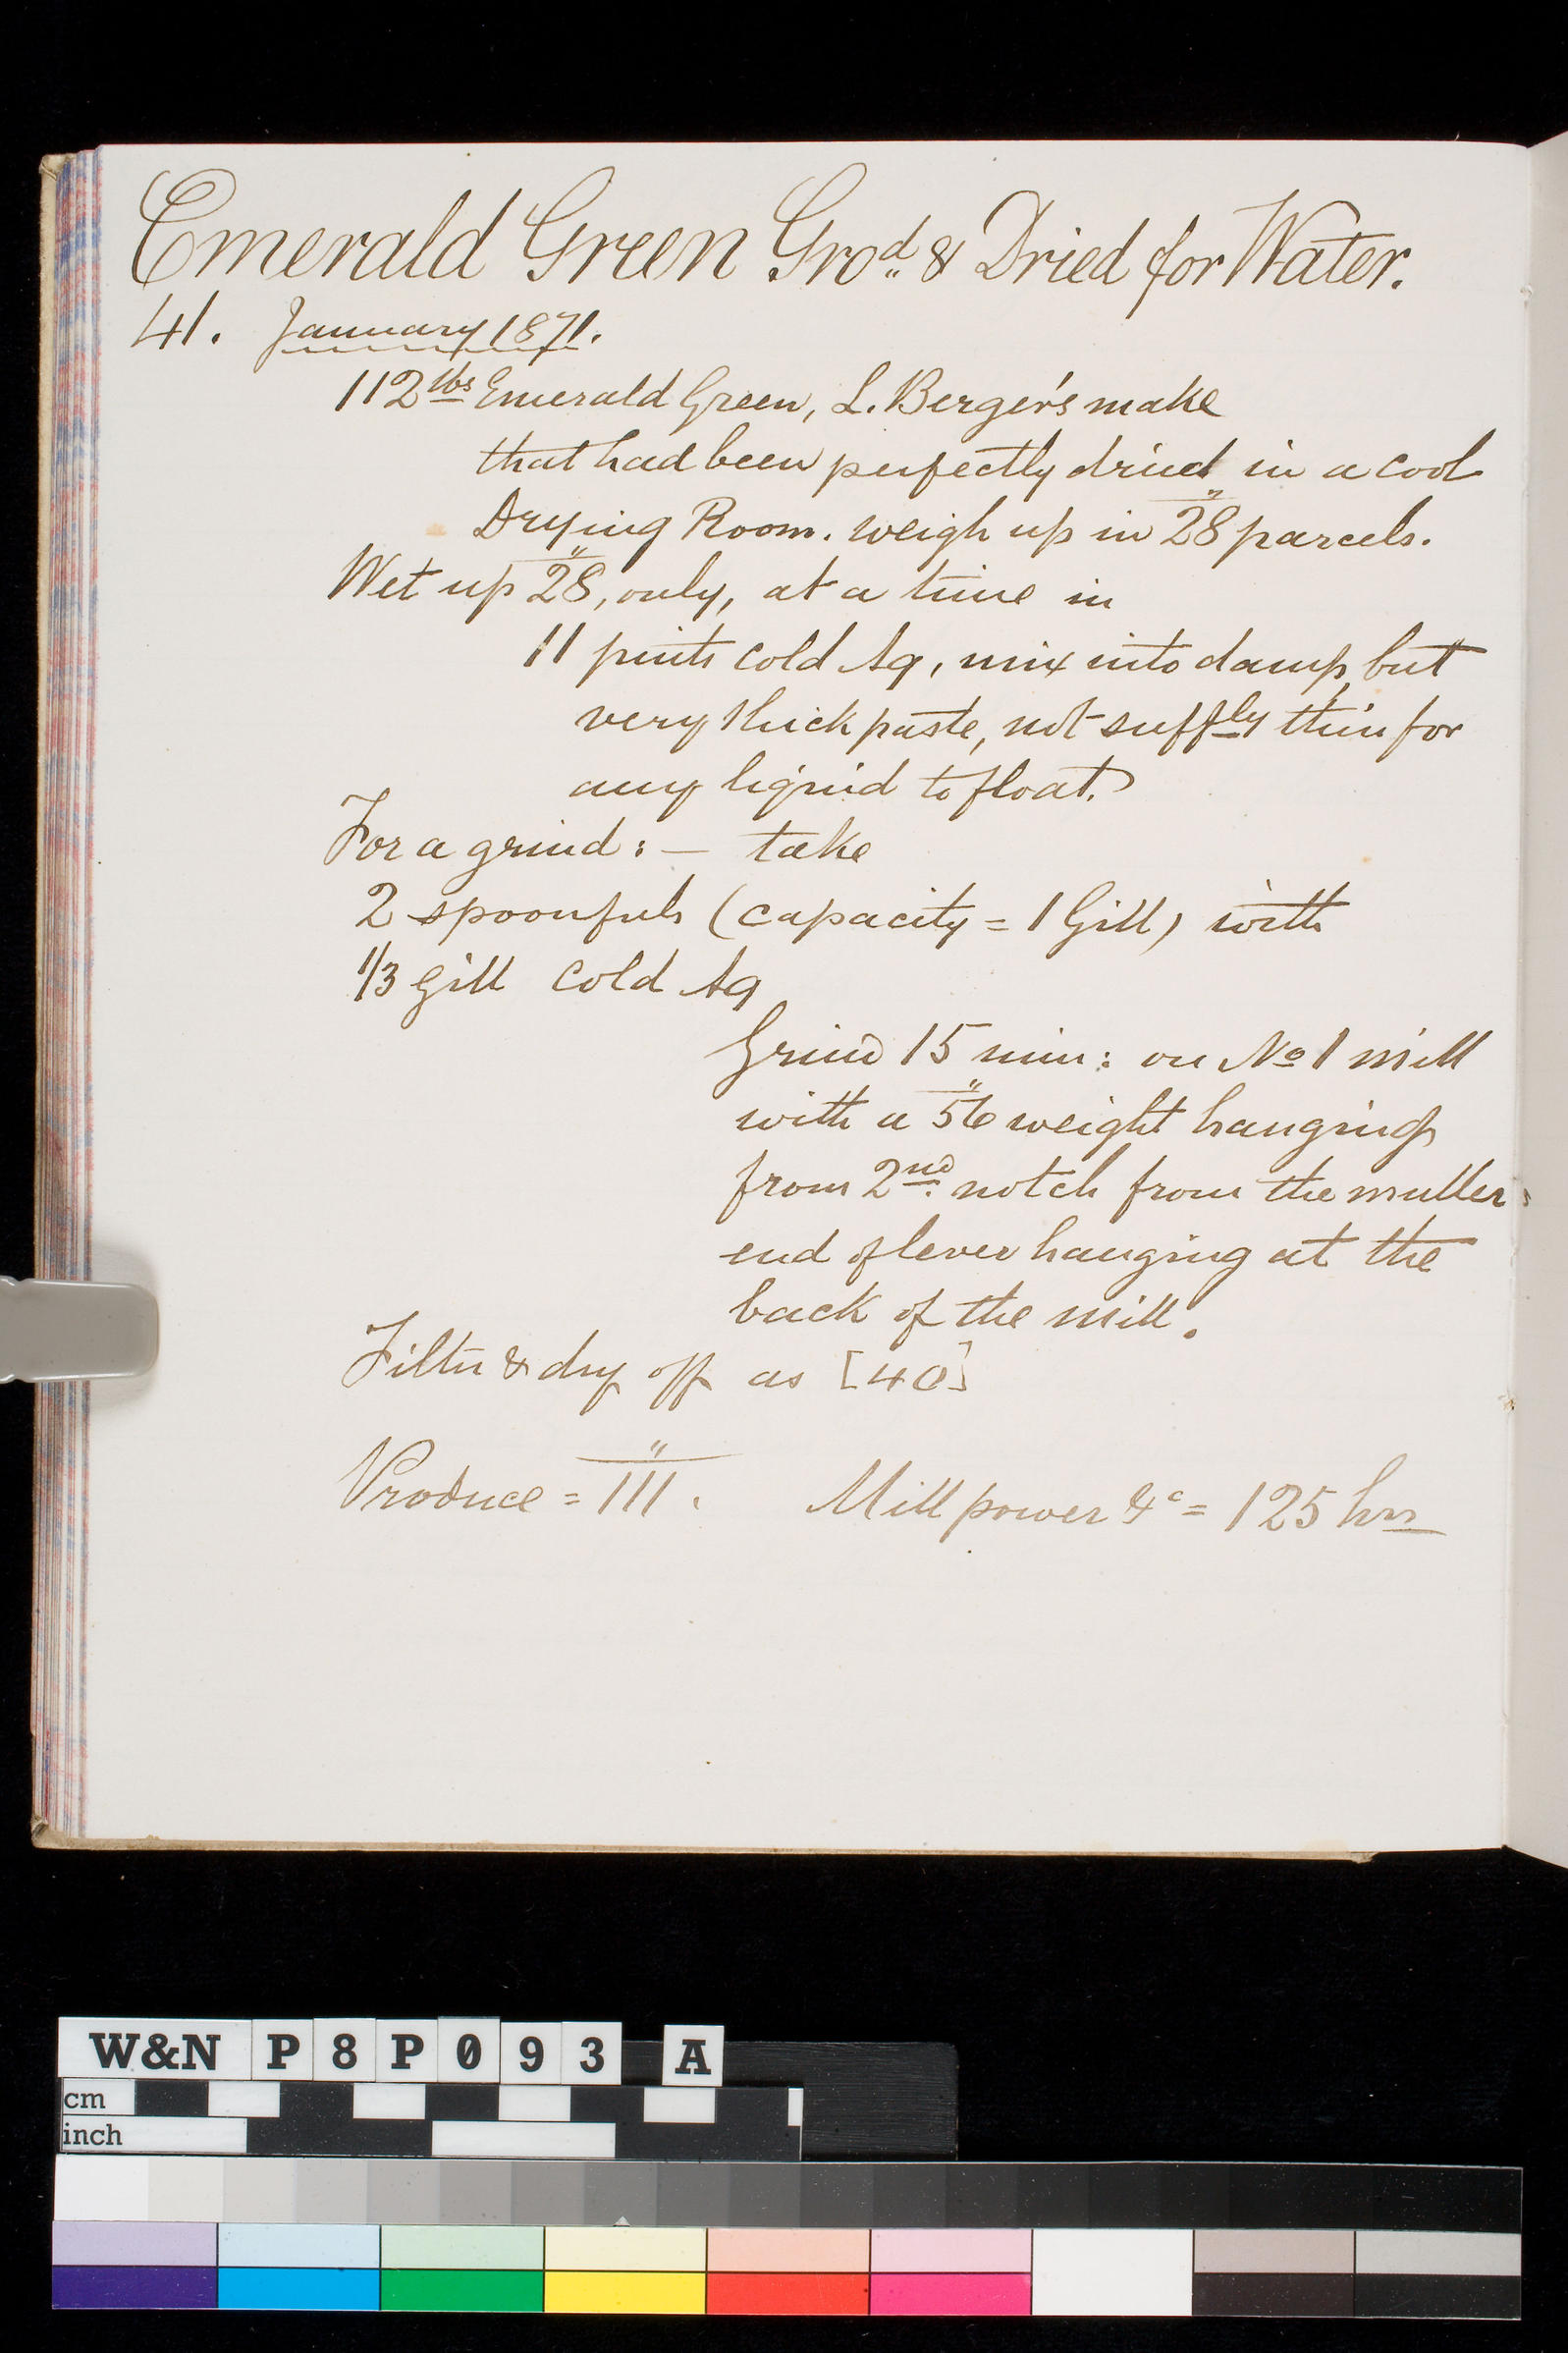 Emerald Green Gro^d & Dried for Water.
41. January 1871.
112 lbs Emerald Green, L. Berger's make
that had been perfectly dried in a cool
Drying Room. weigh up in 28" parcels.
Wet up 28", only, at a time in
11 pints cold Aq, mix into damp, but
very thick paste, not suff^ly thin for
any liquid to float.
For a grind :— take
2 spoonfuls (capacity = 1 Gill) with
1/3 gill cold Aq
Grind 15 min: on No 1 mill
with a 56" weight hanging
from 2nd notch from the muller
end of lever hanging at the
back of the mill.
Filter & dry off as [40]
Produce = 111". Mill power &c = 125 hrs
W&N P8P093 A
cm
inch